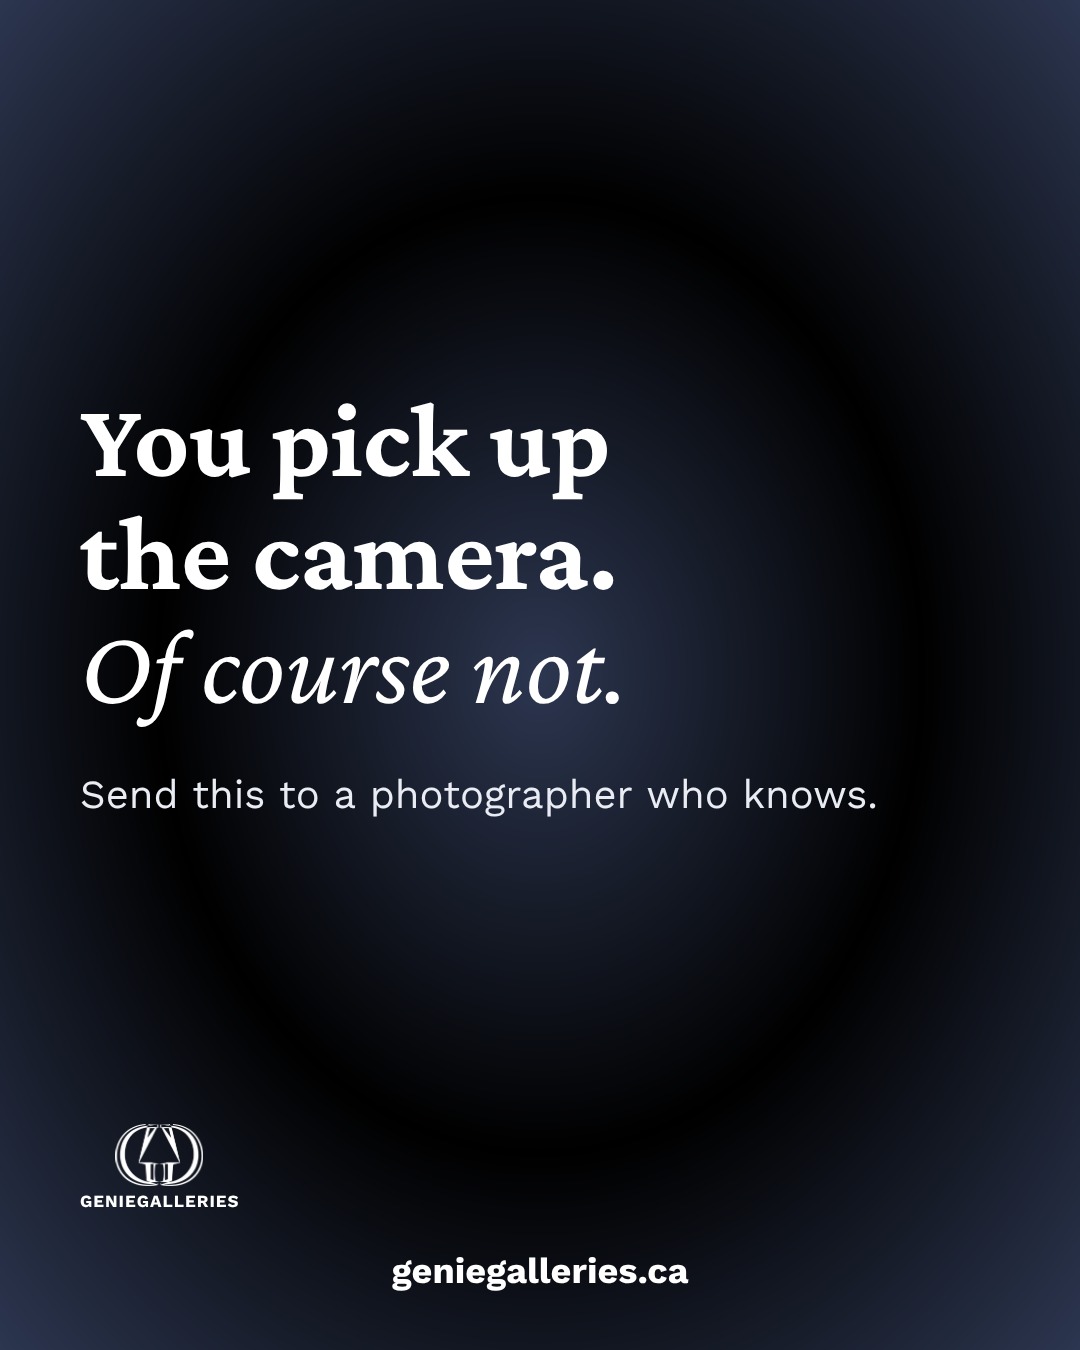 You pick up
the camera.
Of course not.
Send this to a photographer who knows.
GENIEGALLERIES
geniegalleries.ca